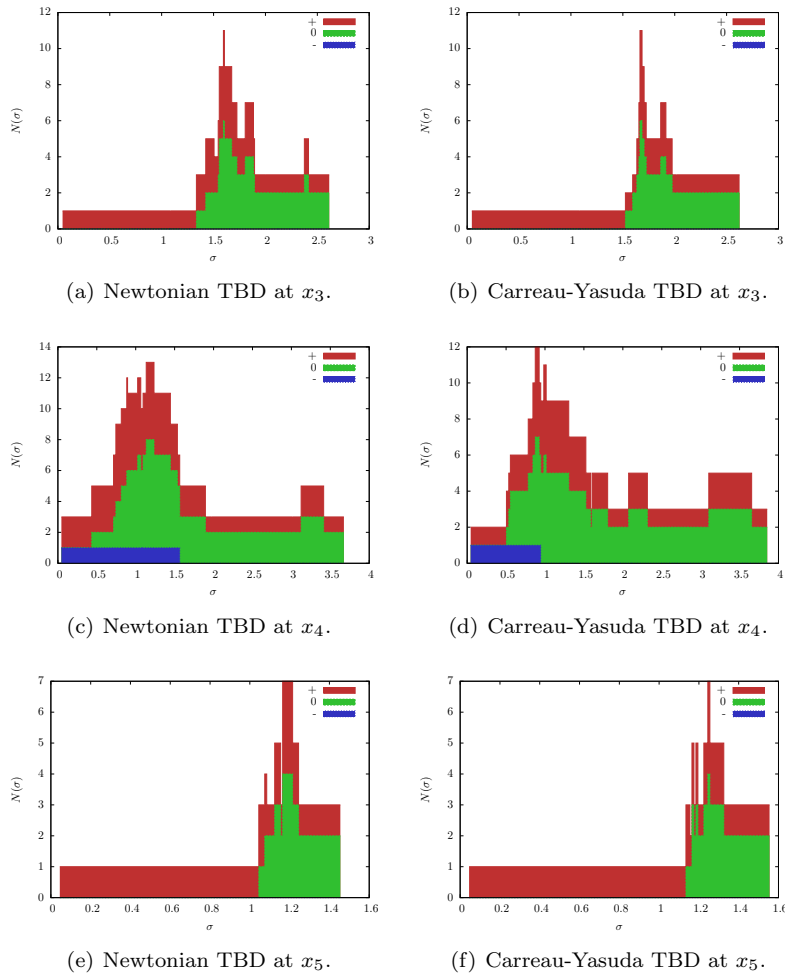 12
10
8
6
4
2
0
N(σ)
+
0
-
0 0.5 1 1.5 2 2.5 3
σ
(a) Newtonian TBD at x₃.
12
10
8
6
4
2
0
N(σ)
+
0
-
0 0.5 1 1.5 2 2.5 3
σ
(b) Carreau-Yasuda TBD at x₃.
14
12
10
8
6
4
2
0
N(σ)
+
0
-
0 0.5 1 1.5 2 2.5 3 3.5 4
σ
(c) Newtonian TBD at x₄.
12
10
8
6
4
2
0
N(σ)
+
0
-
0 0.5 1 1.5 2 2.5 3 3.5 4
σ
(d) Carreau-Yasuda TBD at x₄.
7
6
5
4
3
2
1
0
N(σ)
+
0
-
0 0.2 0.4 0.6 0.8 1 1.2 1.4 1.6
σ
(e) Newtonian TBD at x₅.
7
6
5
4
3
2
1
0
N(σ)
+
0
-
0 0.2 0.4 0.6 0.8 1 1.2 1.4 1.6
σ
(f) Carreau-Yasuda TBD at x₅.